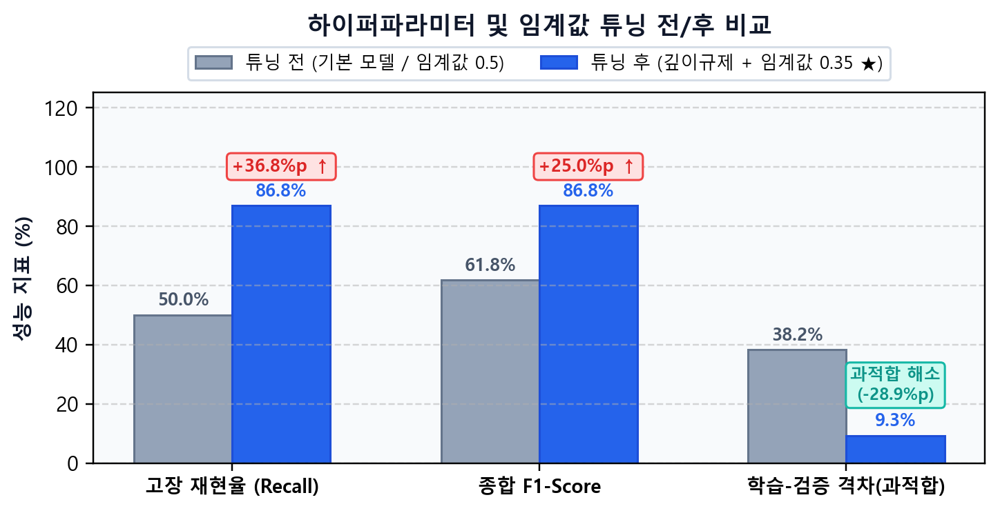 하이퍼파라미터 및 임계값 튜닝 전/후 비교
튜닝 전 (기본 모델 / 임계값 0.5)
튜닝 후 (깊이규제 + 임계값 0.35 ★)
성능 지표 (%)
120
100
80
60
40
20
0
+36.8%p ↑
86.8%
50.0%
+25.0%p ↑
86.8%
61.8%
38.2%
과적합 해소
(-28.9%p)
9.3%
고장 재현율 (Recall)
종합 F1-Score
학습-검증 격차(과적합)